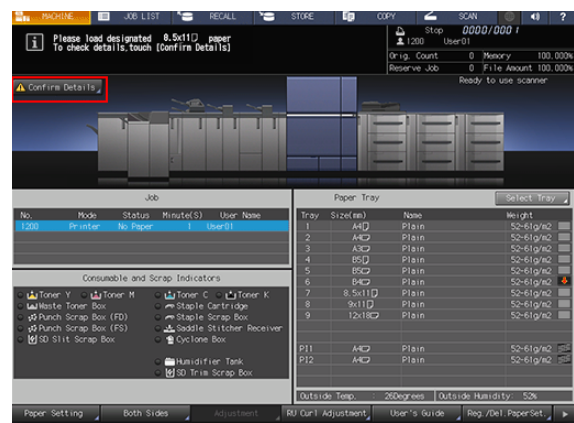 MACHINE JOB LIST RECALL STORE COPY SCAN ?
Please load designated 8.5x11 paper
To check details,touch [Confirm Details]
Stop 0000/0000
1200 User01
Orig. Count 0 Memory 100.000%
Reserve Job 0 File Amount 100.000%
Ready to use scanner
Confirm Details
Job
No. Mode Status Minute(S) User Name
1200 Printer No Paper 1 User01
Consumable and Scrap Indicators
Toner Y Toner M Toner C Toner K
Waste Toner Box Staple Cartridge
Punch Scrap Box (FD) Staple Scrap Box
Punch Scrap Box (FS) Saddle Stitcher Receiver
SD Slit Scrap Box Cyclone Box
Humidifier Tank
SD Trim Scrap Box
Paper Tray Select Tray
Tray Size(mm) Name Weight
1 A4 Plain 52-61g/m2
2 A4 Plain 52-61g/m2
3 A3 Plain 52-61g/m2
4 B5 Plain 52-61g/m2
5 B5 Plain 52-61g/m2
6 B4 Plain 52-61g/m2
7 8.5x11 Plain 52-61g/m2
8 9x11 Plain 52-61g/m2
9 12x18 Plain 52-61g/m2
PI1 A4 Plain 52-61g/m2
PI2 A4 Plain 52-61g/m2
Outside Temp. : 26Degrees Outside Humidity: 52%
Paper Setting Both Sides Adjustment RU Curl Adjustment User's Guide Reg./Del.PaperSet.